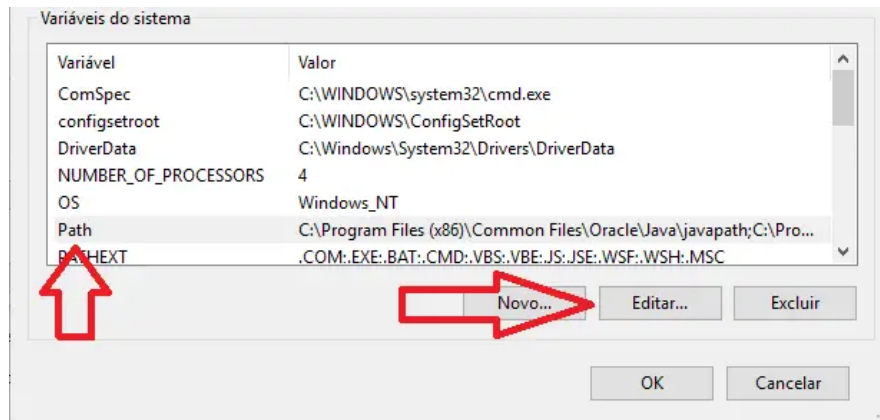 Variáveis do sistema
Variável Valor
ComSpec C:\WINDOWS\system32\cmd.exe
configsetroot C:\WINDOWS\ConfigSetRoot
DriverData C:\Windows\System32\Drivers\DriverData
NUMBER_OF_PROCESSORS 4
OS Windows_NT
Path C:\Program Files (x86)\Common Files\Oracle\Java\javapath;C:\Pro...
PATHEXT .COM;.EXE;.BAT;.CMD;.VBS;.VBE;.JS;.JSE;.WSF;.WSH;.MSC
Novo... Editar... Excluir
OK Cancelar